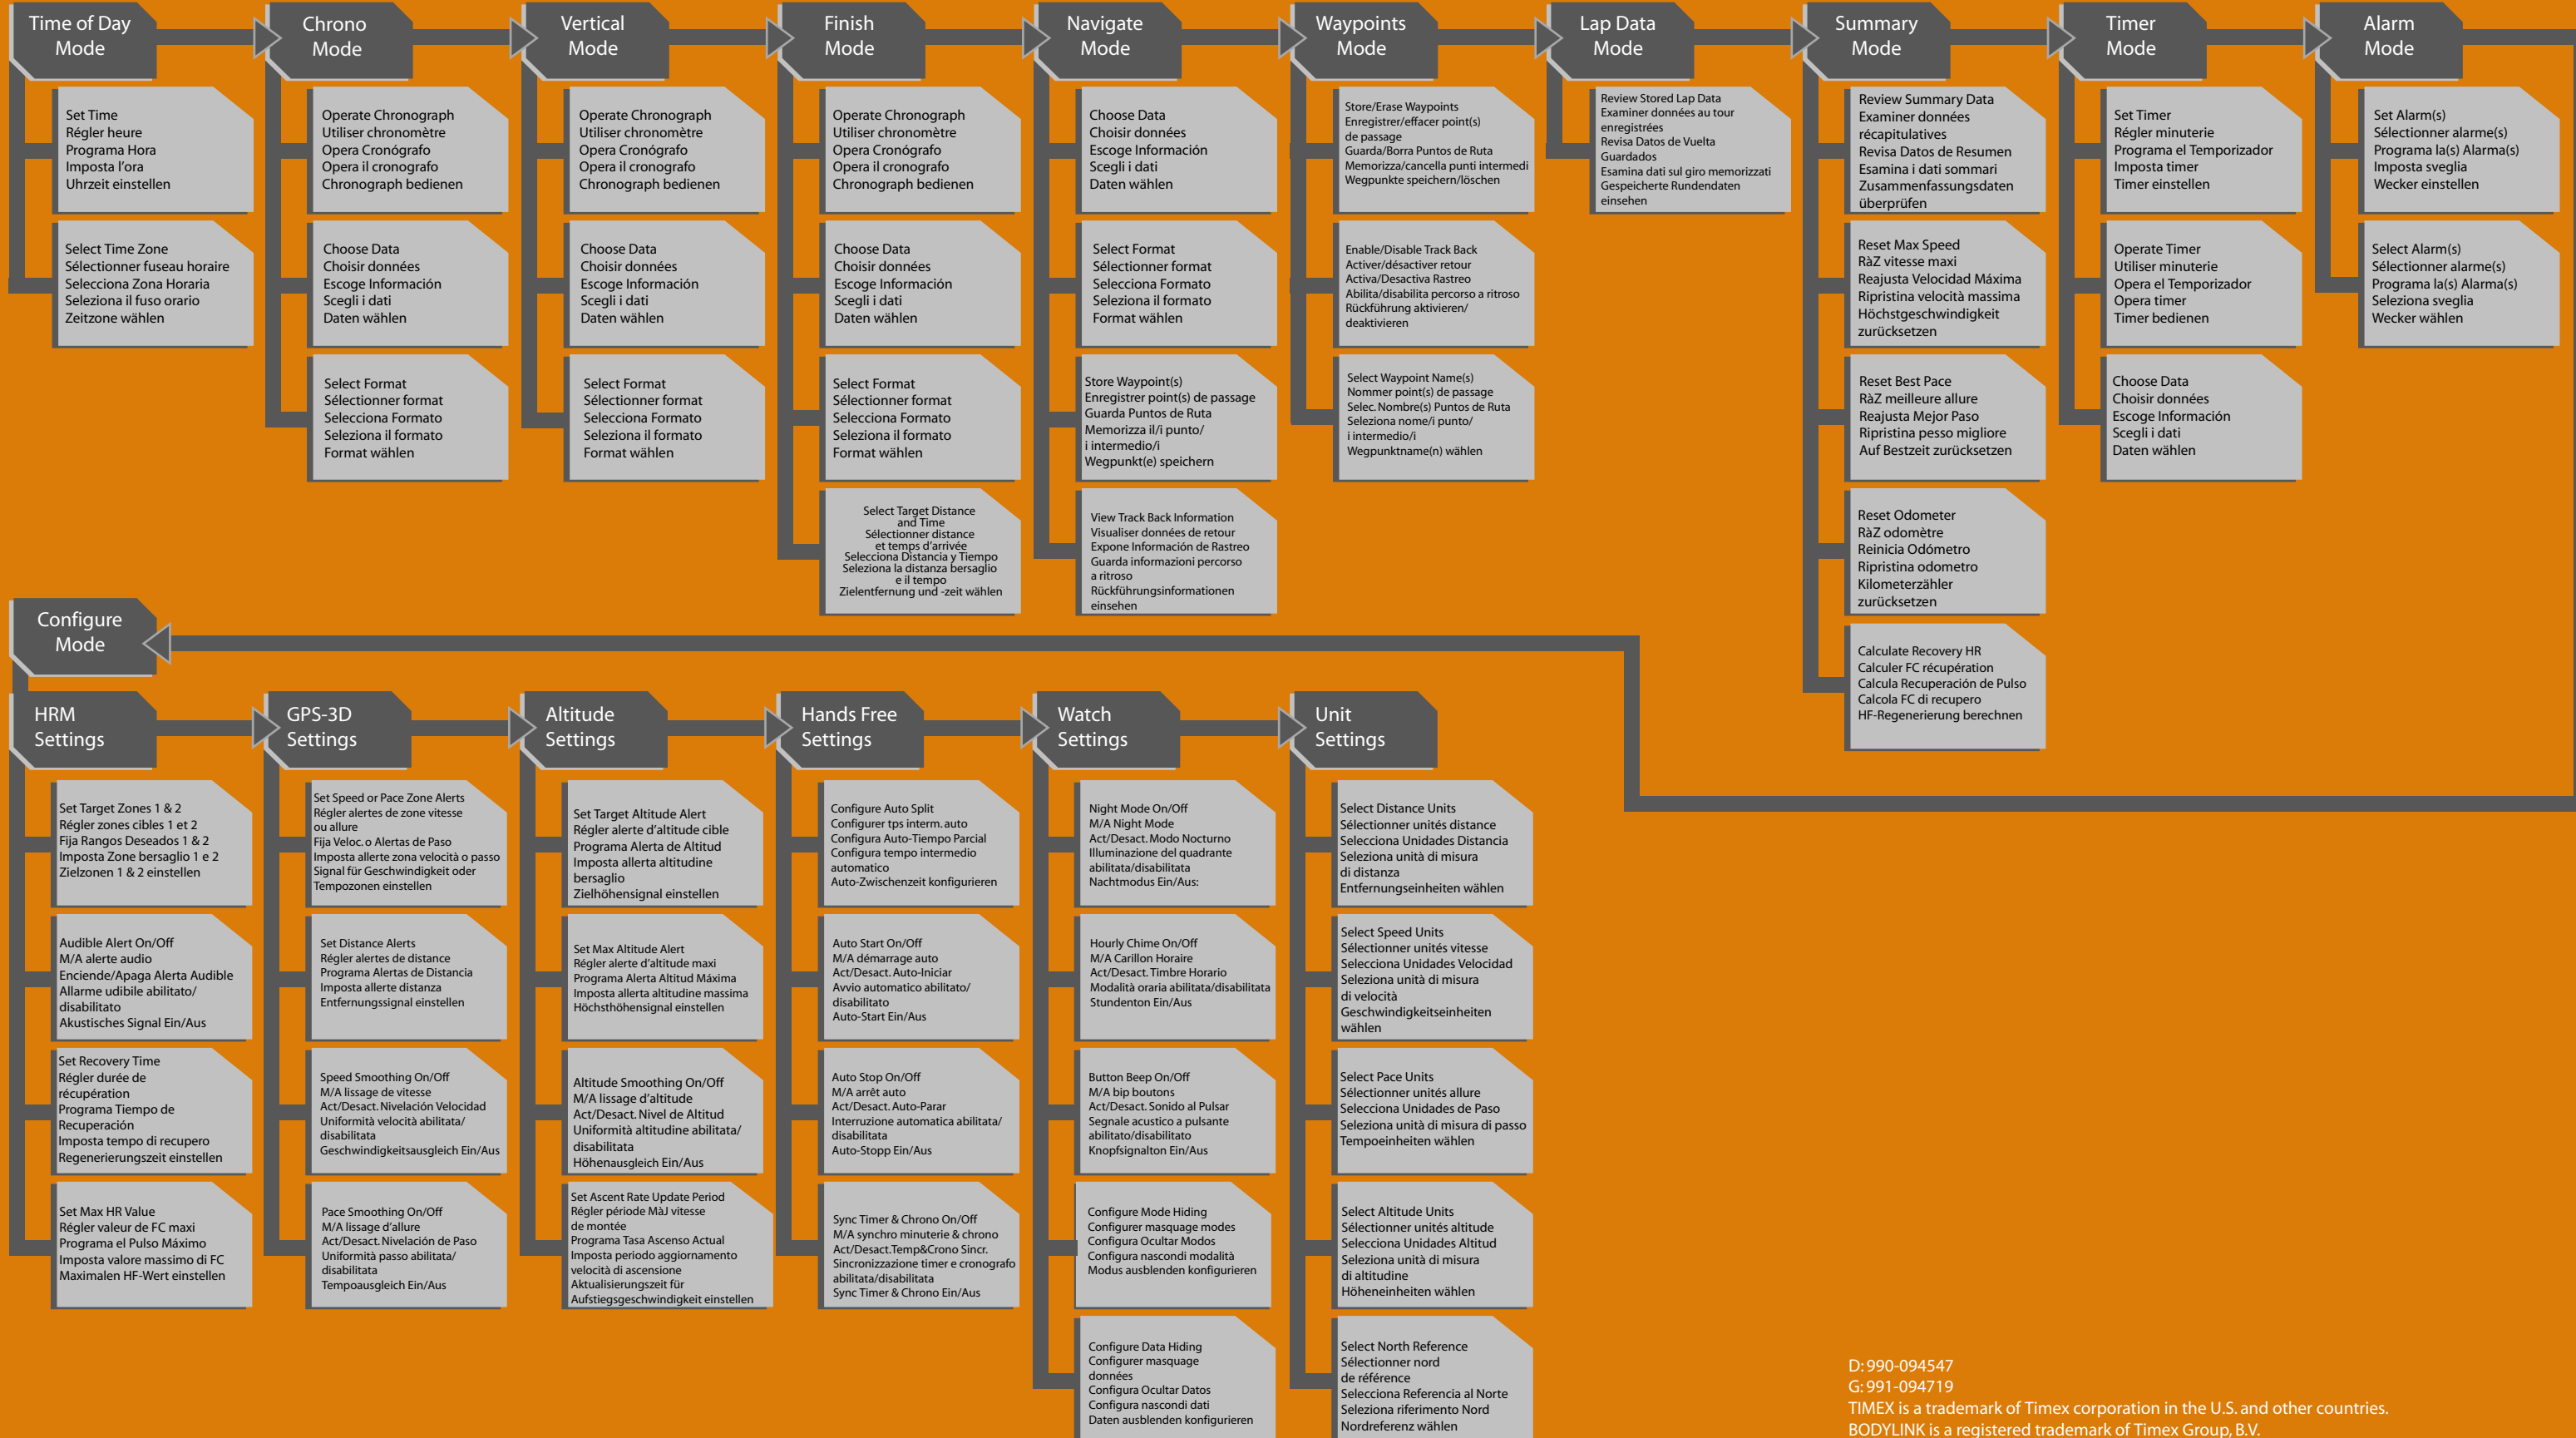 Time of Day
Mode
Chrono
Mode
Vertical
Mode
Finish
Mode
Navigate
Mode
Waypoints
Mode
Lap Data
Mode
Summary
Mode
Timer
Mode
Alarm
Mode
Set Time
Régler heure
Programa Hora
Imposta l’ora
Uhrzeit einstellen
Select Time Zone
Sélectionner fuseau horaire
Selecciona Zona Horaria
Seleziona il fuso orario
Zeitzone wählen
Operate Chronograph
Utiliser chronomètre
Opera Cronógrafo
Opera il cronografo
Chronograph bedienen
Choose Data
Choisir données
Escoge Información
Scegli i dati
Daten wählen
Select Format
Sélectionner format
Selecciona Formato
Seleziona il formato
Format wählen
Operate Chronograph
Utiliser chronomètre
Opera Cronógrafo
Opera il cronografo
Chronograph bedienen
Choose Data
Choisir données
Escoge Información
Scegli i dati
Daten wählen
Select Format
Sélectionner format
Selecciona Formato
Seleziona il formato
Format wählen
Operate Chronograph
Utiliser chronomètre
Opera Cronógrafo
Opera il cronografo
Chronograph bedienen
Choose Data
Choisir données
Escoge Información
Scegli i dati
Daten wählen
Select Format
Sélectionner format
Selecciona Formato
Seleziona il formato
Format wählen
Select Target Distance
and Time
Sélectionner distance
et temps d’arrivée
Selecciona Distancia y Tiempo
Seleziona la distanza bersaglio
e il tempo
Zielentfernung und -zeit wählen
Choose Data
Choisir données
Escoge Información
Scegli i dati
Daten wählen
Select Format
Sélectionner format
Selecciona Formato
Seleziona il formato
Format wählen
Store Waypoint(s)
Enregistrer point(s) de passage
Guarda Puntos de Ruta
Memorizza il/i punto/
i intermedio/i
Wegpunkt(e) speichern
View Track Back Information
Visualiser données de retour
Expone Información de Rastreo
Guarda informazioni percorso
a ritroso
Rückführungsinformationen
einsehen
Store/Erase Waypoints
Enregistrer/effacer point(s)
de passage
Guarda/Borra Puntos de Ruta
Memorizza/cancella punti intermedi
Wegpunkte speichern/löschen
Enable/Disable Track Back
Activer/désactiver retour
Activa/Desactiva Rastreo
Abilita/disabilita percorso a ritroso
Rückführung aktivieren/
deaktivieren
Select Waypoint Name(s)
Nommer point(s) de passage
Selec. Nombre(s) Puntos de Ruta
Seleziona nome/i punto/
i intermedio/i
Wegpunktname(n) wählen
Review Stored Lap Data
Examiner données au tour
enregistrées
Revisa Datos de Vuelta
Guardados
Esamina dati sul giro memorizzati
Gespeicherte Rundendaten
einsehen
Review Summary Data
Examiner données
récapitulatives
Revisa Datos de Resumen
Esamina i dati sommari
Zusammenfassungsdaten
überprüfen
Reset Max Speed
RàZ vitesse maxi
Reajusta Velocidad Máxima
Ripristina velocità massima
Höchstgeschwindigkeit
zurücksetzen
Reset Best Pace
RàZ meilleure allure
Reajusta Mejor Paso
Ripristina pesso migliore
Auf Bestzeit zurücksetzen
Reset Odometer
RàZ odomètre
Reinicia Odómetro
Ripristina odometro
Kilometerzähler
zurücksetzen
Calculate Recovery HR
Calculer FC récupération
Calcula Recuperación de Pulso
Calcola FC di recupero
HF-Regenerierung berechnen
Set Timer
Régler minuterie
Programa el Temporizador
Imposta timer
Timer einstellen
Operate Timer
Utiliser minuterie
Opera el Temporizador
Opera timer
Timer bedienen
Choose Data
Choisir données
Escoge Información
Scegli i dati
Daten wählen
Set Alarm(s)
Sélectionner alarme(s)
Programa la(s) Alarma(s)
Imposta sveglia
Wecker einstellen
Select Alarm(s)
Sélectionner alarme(s)
Programa la(s) Alarma(s)
Seleziona sveglia
Wecker wählen
Configure
Mode
HRM
Settings
GPS-3D
Settings
Altitude
Settings
Hands Free
Settings
Watch
Settings
Unit
Settings
Set Target Zones 1 & 2
Régler zones cibles 1 et 2
Fija Rangos Deseados 1 & 2
Imposta Zone bersaglio 1 e 2
Zielzonen 1 & 2 einstellen
Audible Alert On/Off
M/A alerte audio
Enciende/Apaga Alerta Audible
Allarme udibile abilitato/
disabilitato
Akustisches Signal Ein/Aus
Set Recovery Time
Régler durée de
récupération
Programa Tiempo de
Recuperación
Imposta tempo di recupero
Regenerierungszeit einstellen
Set Max HR Value
Régler valeur de FC maxi
Programa el Pulso Máximo
Imposta valore massimo di FC
Maximalen HF-Wert einstellen
Set Speed or Pace Zone Alerts
Régler alertes de zone vitesse
ou allure
Fija Veloc. o Alertas de Paso
Imposta allerte zona velocità o passo
Signal für Geschwindigkeit oder
Tempozonen einstellen
Set Distance Alerts
Régler alertes de distance
Programa Alertas de Distancia
Imposta allerte distanza
Entfernungssignal einstellen
Speed Smoothing On/Off
M/A lissage de vitesse
Act/Desact. Nivelación Velocidad
Uniformità velocità abilitata/
disabilitata
Geschwindigkeitsausgleich Ein/Aus
Pace Smoothing On/Off
M/A lissage d’allure
Act/Desact. Nivelación de Paso
Uniformità passo abilitata/
disabilitata
Tempoausgleich Ein/Aus
Set Target Altitude Alert
Régler alerte d’altitude cible
Programa Alerta de Altitud
Imposta allerta altitudine
bersaglio
Zielhöhensignal einstellen
Set Max Altitude Alert
Régler alerte d’altitude maxi
Programa Alerta Altitud Máxima
Imposta allerta altitudine massima
Höchsthöhensignal einstellen
Altitude Smoothing On/Off
M/A lissage d’altitude
Act/Desact. Nivel de Altitud
Uniformità altitudine abilitata/
disabilitata
Höhenausgleich Ein/Aus
Set Ascent Rate Update Period
Régler période MàJ vitesse
de montée
Programa Tasa Ascenso Actual
Imposta periodo aggiornamento
velocità di ascensione
Aktualisierungszeit für
Aufstiegsgeschwindigkeit einstellen
Configure Auto Split
Configurer tps interm. auto
Configura Auto-Tiempo Parcial
Configura tempo intermedio
automatico
Auto-Zwischenzeit konfigurieren
Auto Start On/Off
M/A démarrage auto
Act/Desact. Auto-Iniciar
Avvio automatico abilitato/
disabilitato
Auto-Start Ein/Aus
Auto Stop On/Off
M/A arrêt auto
Act/Desact. Auto-Parar
Interruzione automatica abilitata/
disabilitata
Auto-Stopp Ein/Aus
Sync Timer & Chrono On/Off
M/A synchro minuterie & chrono
Act/Desact.Temp&Crono Sincr.
Sincronizzazione timer e cronografo
abilitata/disabilitata
Sync Timer & Chrono Ein/Aus
Night Mode On/Off
M/A Night Mode
Act/Desact. Modo Nocturno
Illuminazione del quadrante
abilitata/disabilitata
Nachtmodus Ein/Aus:
Hourly Chime On/Off
M/A Carillon Horaire
Act/Desact. Timbre Horario
Modalità oraria abilitata/disabilitata
Stundenton Ein/Aus
Button Beep On/Off
M/A bip boutons
Act/Desact. Sonido al Pulsar
Segnale acustico a pulsante
abilitato/disabilitato
Knopfsignalton Ein/Aus
Configure Mode Hiding
Configurer masquage modes
Configura Ocultar Modos
Configura nascondi modalità
Modus ausblenden konfigurieren
Configure Data Hiding
Configurer masquage
données
Configura Ocultar Datos
Configura nascondi dati
Daten ausblenden konfigurieren
Select Distance Units
Sélectionner unités distance
Selecciona Unidades Distancia
Seleziona unità di misura
di distanza
Entfernungseinheiten wählen
Select Speed Units
Sélectionner unités vitesse
Selecciona Unidades Velocidad
Seleziona unità di misura
di velocità
Geschwindigkeitseinheiten
wählen
Select Pace Units
Sélectionner unités allure
Selecciona Unidades de Paso
Seleziona unità di misura di passo
Tempoeinheiten wählen
Select Altitude Units
Sélectionner unités altitude
Selecciona Unidades Altitud
Seleziona unità di misura
di altitudine
Höheneinheiten wählen
Select North Reference
Sélectionner nord
de référence
Selecciona Referencia al Norte
Seleziona riferimento Nord
Nordreferenz wählen
D: 990-094547
G: 991-094719
TIMEX is a trademark of Timex corporation in the U.S. and other countries.
BODYLINK is a registered trademark of Timex Group, B.V.